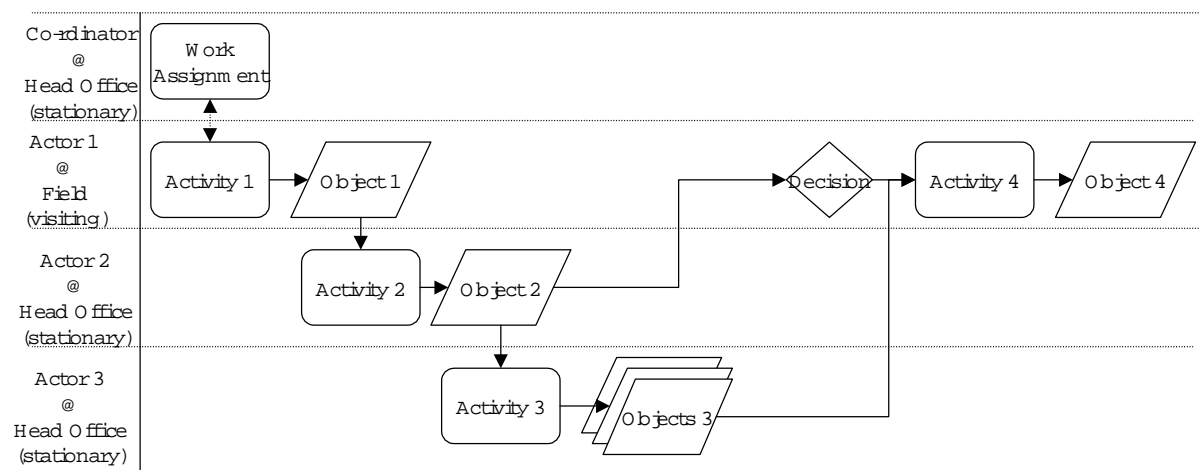 Co-rdinator
@
Head Office
(stationary)
Work
Assignment
Actor 1
@
Field
(visiting)
Activity 1
Object 1
Decision
Activity 4
Object 4
Actor 2
@
Head Office
(stationary)
Activity 2
Object 2
Actor 3
@
Head Office
(stationary)
Activity 3
Objects 3